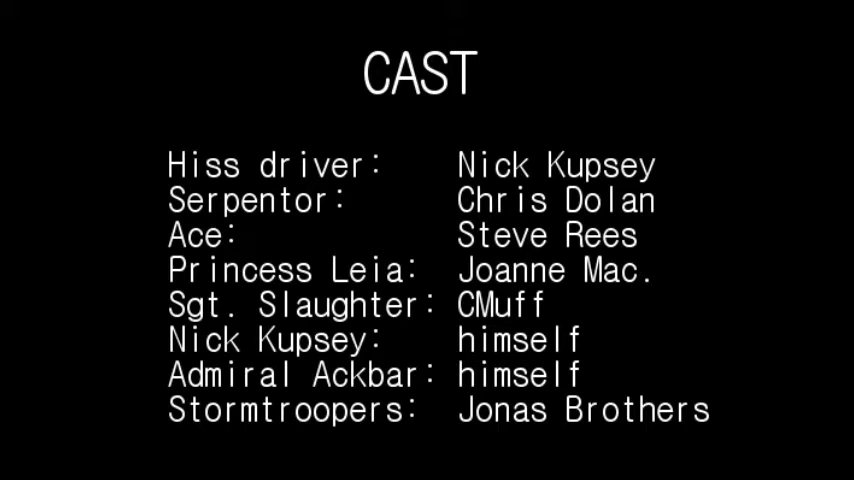 CAST
Hiss driver: Nick Kupsey
Serpentor: Chris Dolan
Ace: Steve Rees
Princess Leia: Joanne Mac.
Sgt. Slaughter: CMuff
Nick Kupsey: himself
Admiral Ackbar: himself
Stormtroopers: Jonas Brothers